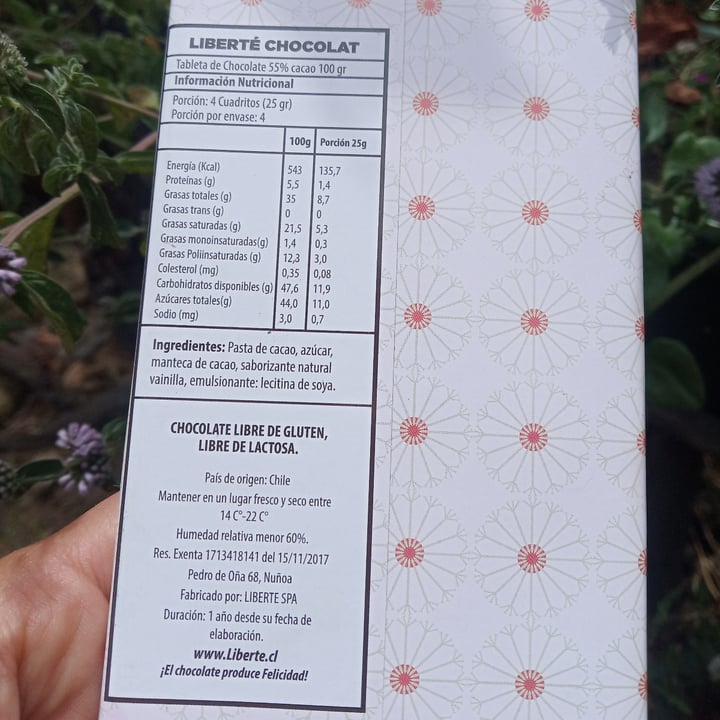 LIBERTÉ CHOCOLAT
Tableta de Chocolate 55% cacao 100 gr
Información Nutricional
Porción: 4 Cuadritos (25 gr)
Porción por envase: 4
100g Porción 25g
Energía (Kcal) 543 135,7
Proteínas (g) 5,5 1,4
Grasas totales (g) 35 8,7
Grasas trans (g) 0 0
Grasas saturadas (g) 21,5 5,3
Grasas monoinsaturadas(g) 1,4 0,3
Grasas Poliinsaturadas (g) 12,3 3,0
Colesterol (mg) 0,35 0,08
Carbohidratos disponibles (g) 47,6 11,9
Azúcares totales(g) 44,0 11,0
Sodio (mg) 3,0 0,7
Ingredientes: Pasta de cacao, azúcar,
manteca de cacao, saborizante natural
vainilla, emulsionante: lecitina de soya.
CHOCOLATE LIBRE DE GLUTEN,
LIBRE DE LACTOSA.
País de origen: Chile
Mantener en un lugar fresco y seco entre
14 C°-22 C°
Humedad relativa menor 60%.
Res. Exenta 1713418141 del 15/11/2017
Pedro de Oña 68, Nuñoa
Fabricado por: LIBERTE SPA
Duración: 1 año desde su fecha de
elaboración.
www.Liberte.cl
¡El chocolate produce Felicidad!